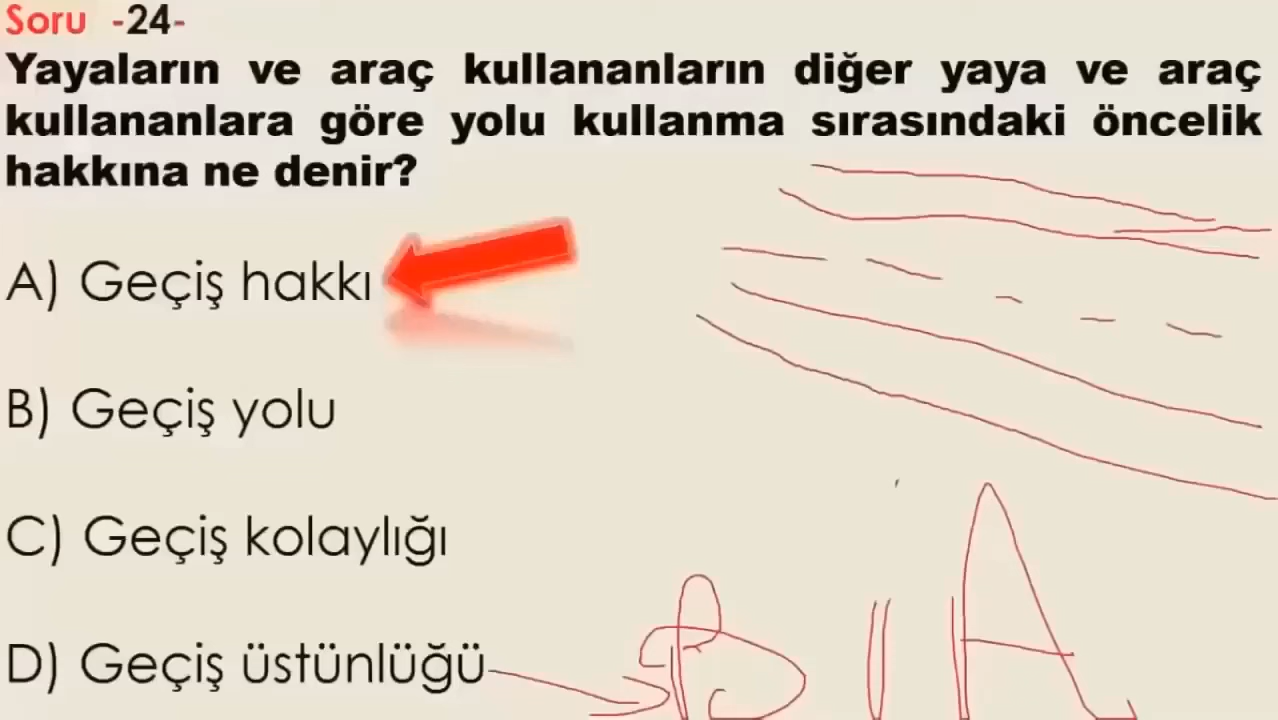 Soru -24-
Yayaların ve araç kullananların diğer yaya ve araç
kullananlara göre yolu kullanma sırasındaki öncelik
hakkına ne denir?
A) Geçiş hakkı
B) Geçiş yolu
C) Geçiş kolaylığı
D) Geçiş üstünlüğü